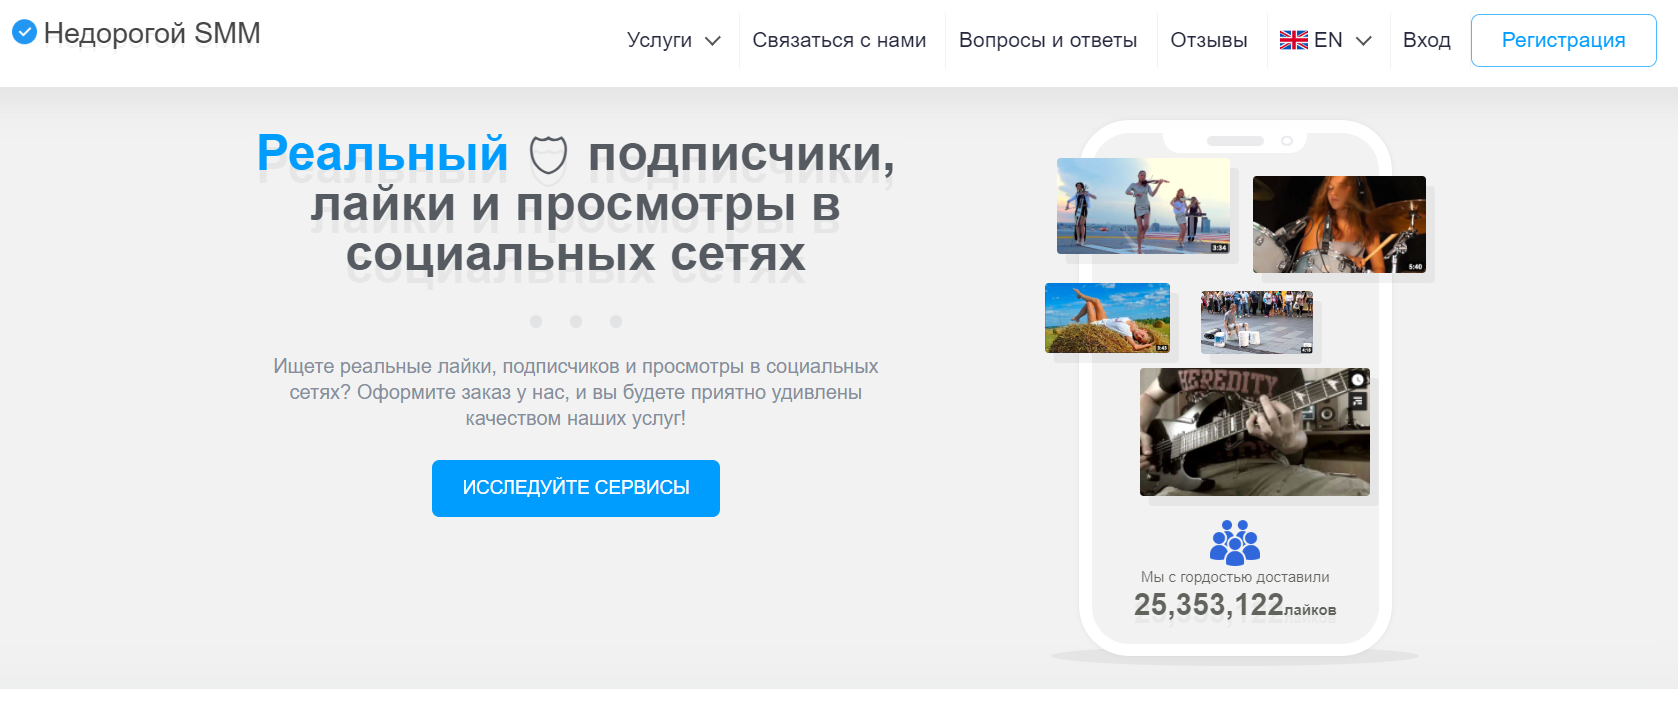 Недорогой SMM
Услуги
Связаться с нами
Вопросы и ответы
Отзывы
EN
Вход
Регистрация
Реальный подписчики,
лайки и просмотры в
социальных сетях
Ищете реальные лайки, подписчиков и просмотры в социальных
сетях? Оформите заказ у нас, и вы будете приятно удивлены
качеством наших услуг!
ИССЛЕДУЙТЕ СЕРВИСЫ
3:34
5:40
HEREDITY
Мы с гордостью доставили
25,353,122лайков